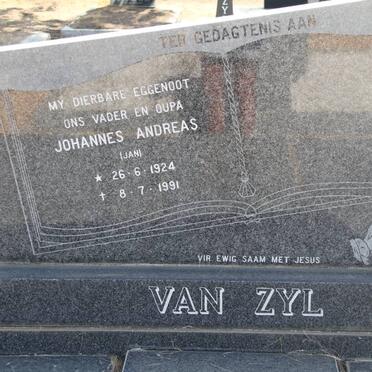 TER GEDAGTENIS AAN
MY DIERBARE EGGENOOT
ONS VADER EN OUPA
JOHANNES ANDREAS
(JAN)
* 26·6·1924
† 8·7·1991
VIR EWIG SAAM MET JESUS
VAN ZYL